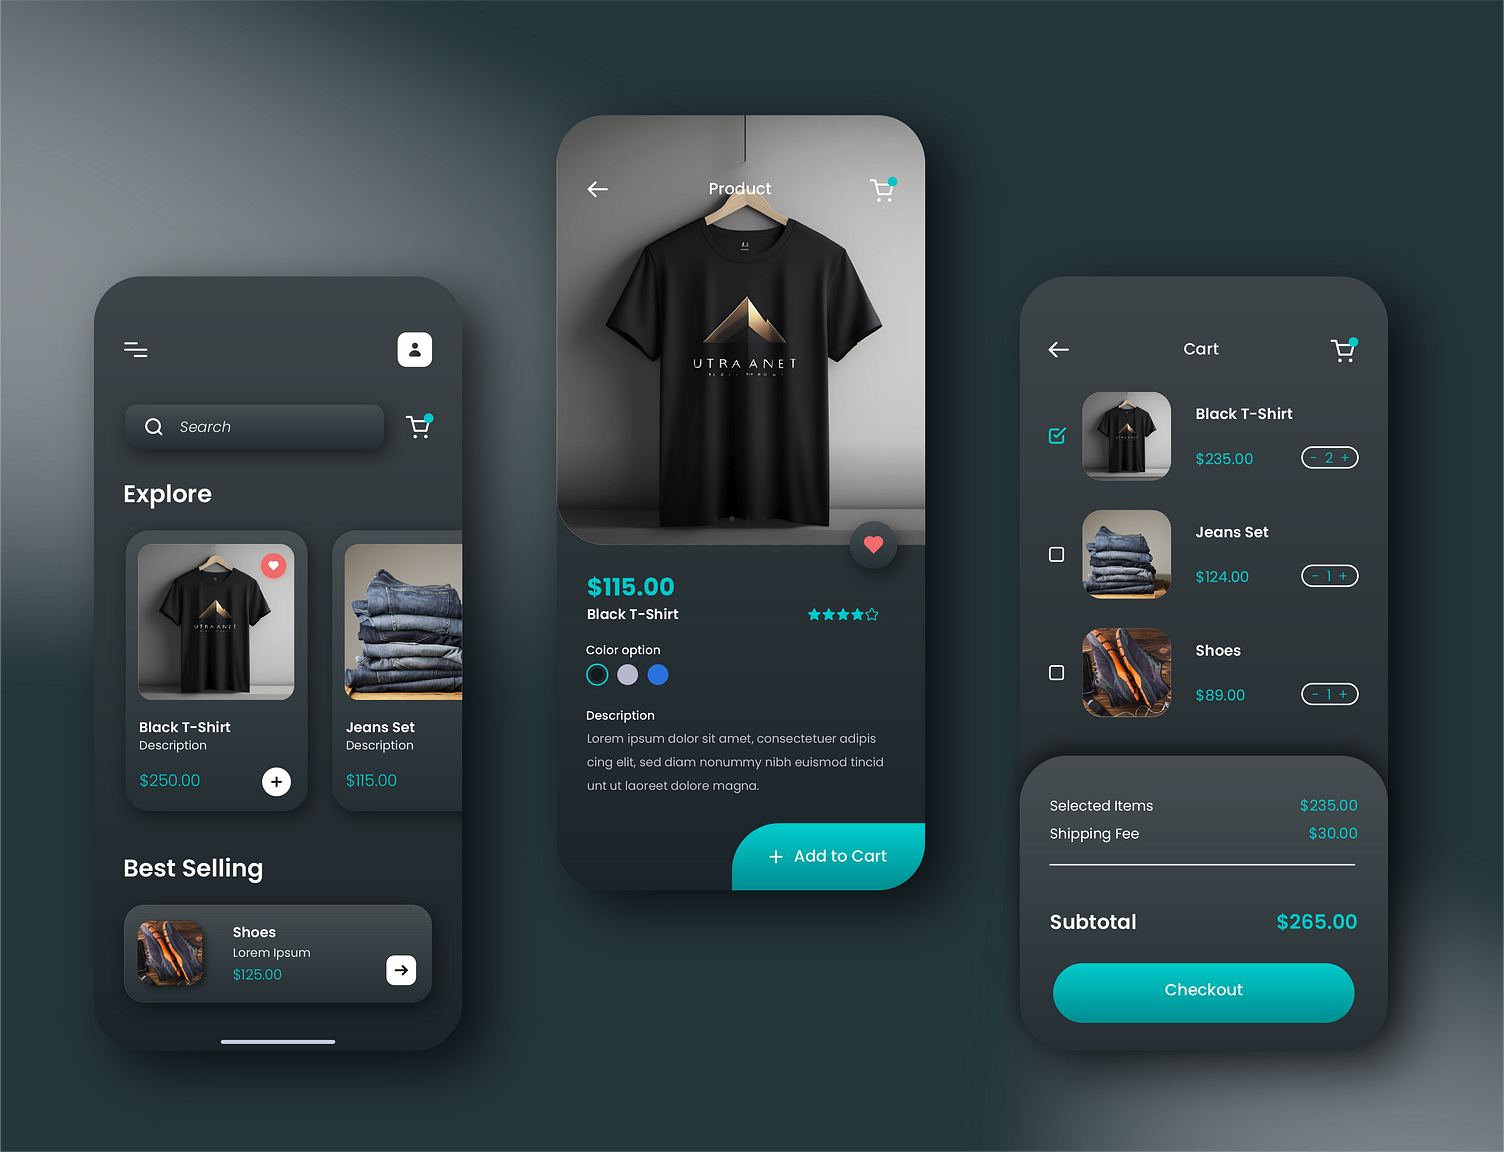 Search
Explore
UTRA ANET
Black T-Shirt
Description
$250.00
+
Jeans Set
Description
$115.00
Best Selling
Shoes
Lorem Ipsum
$125.00
Product
UTRA ANET
$115.00
Black T-Shirt
Color option
Description
Lorem ipsum dolor sit amet, consectetuer adipis
cing elit, sed diam nonummy nibh euismod tincid
unt ut laoreet dolore magna.
+ Add to Cart
Cart
Black T-Shirt
$235.00
- 2 +
Jeans Set
$124.00
- 1 +
Shoes
$89.00
- 1 +
Selected Items $235.00
Shipping Fee $30.00
Subtotal $265.00
Checkout